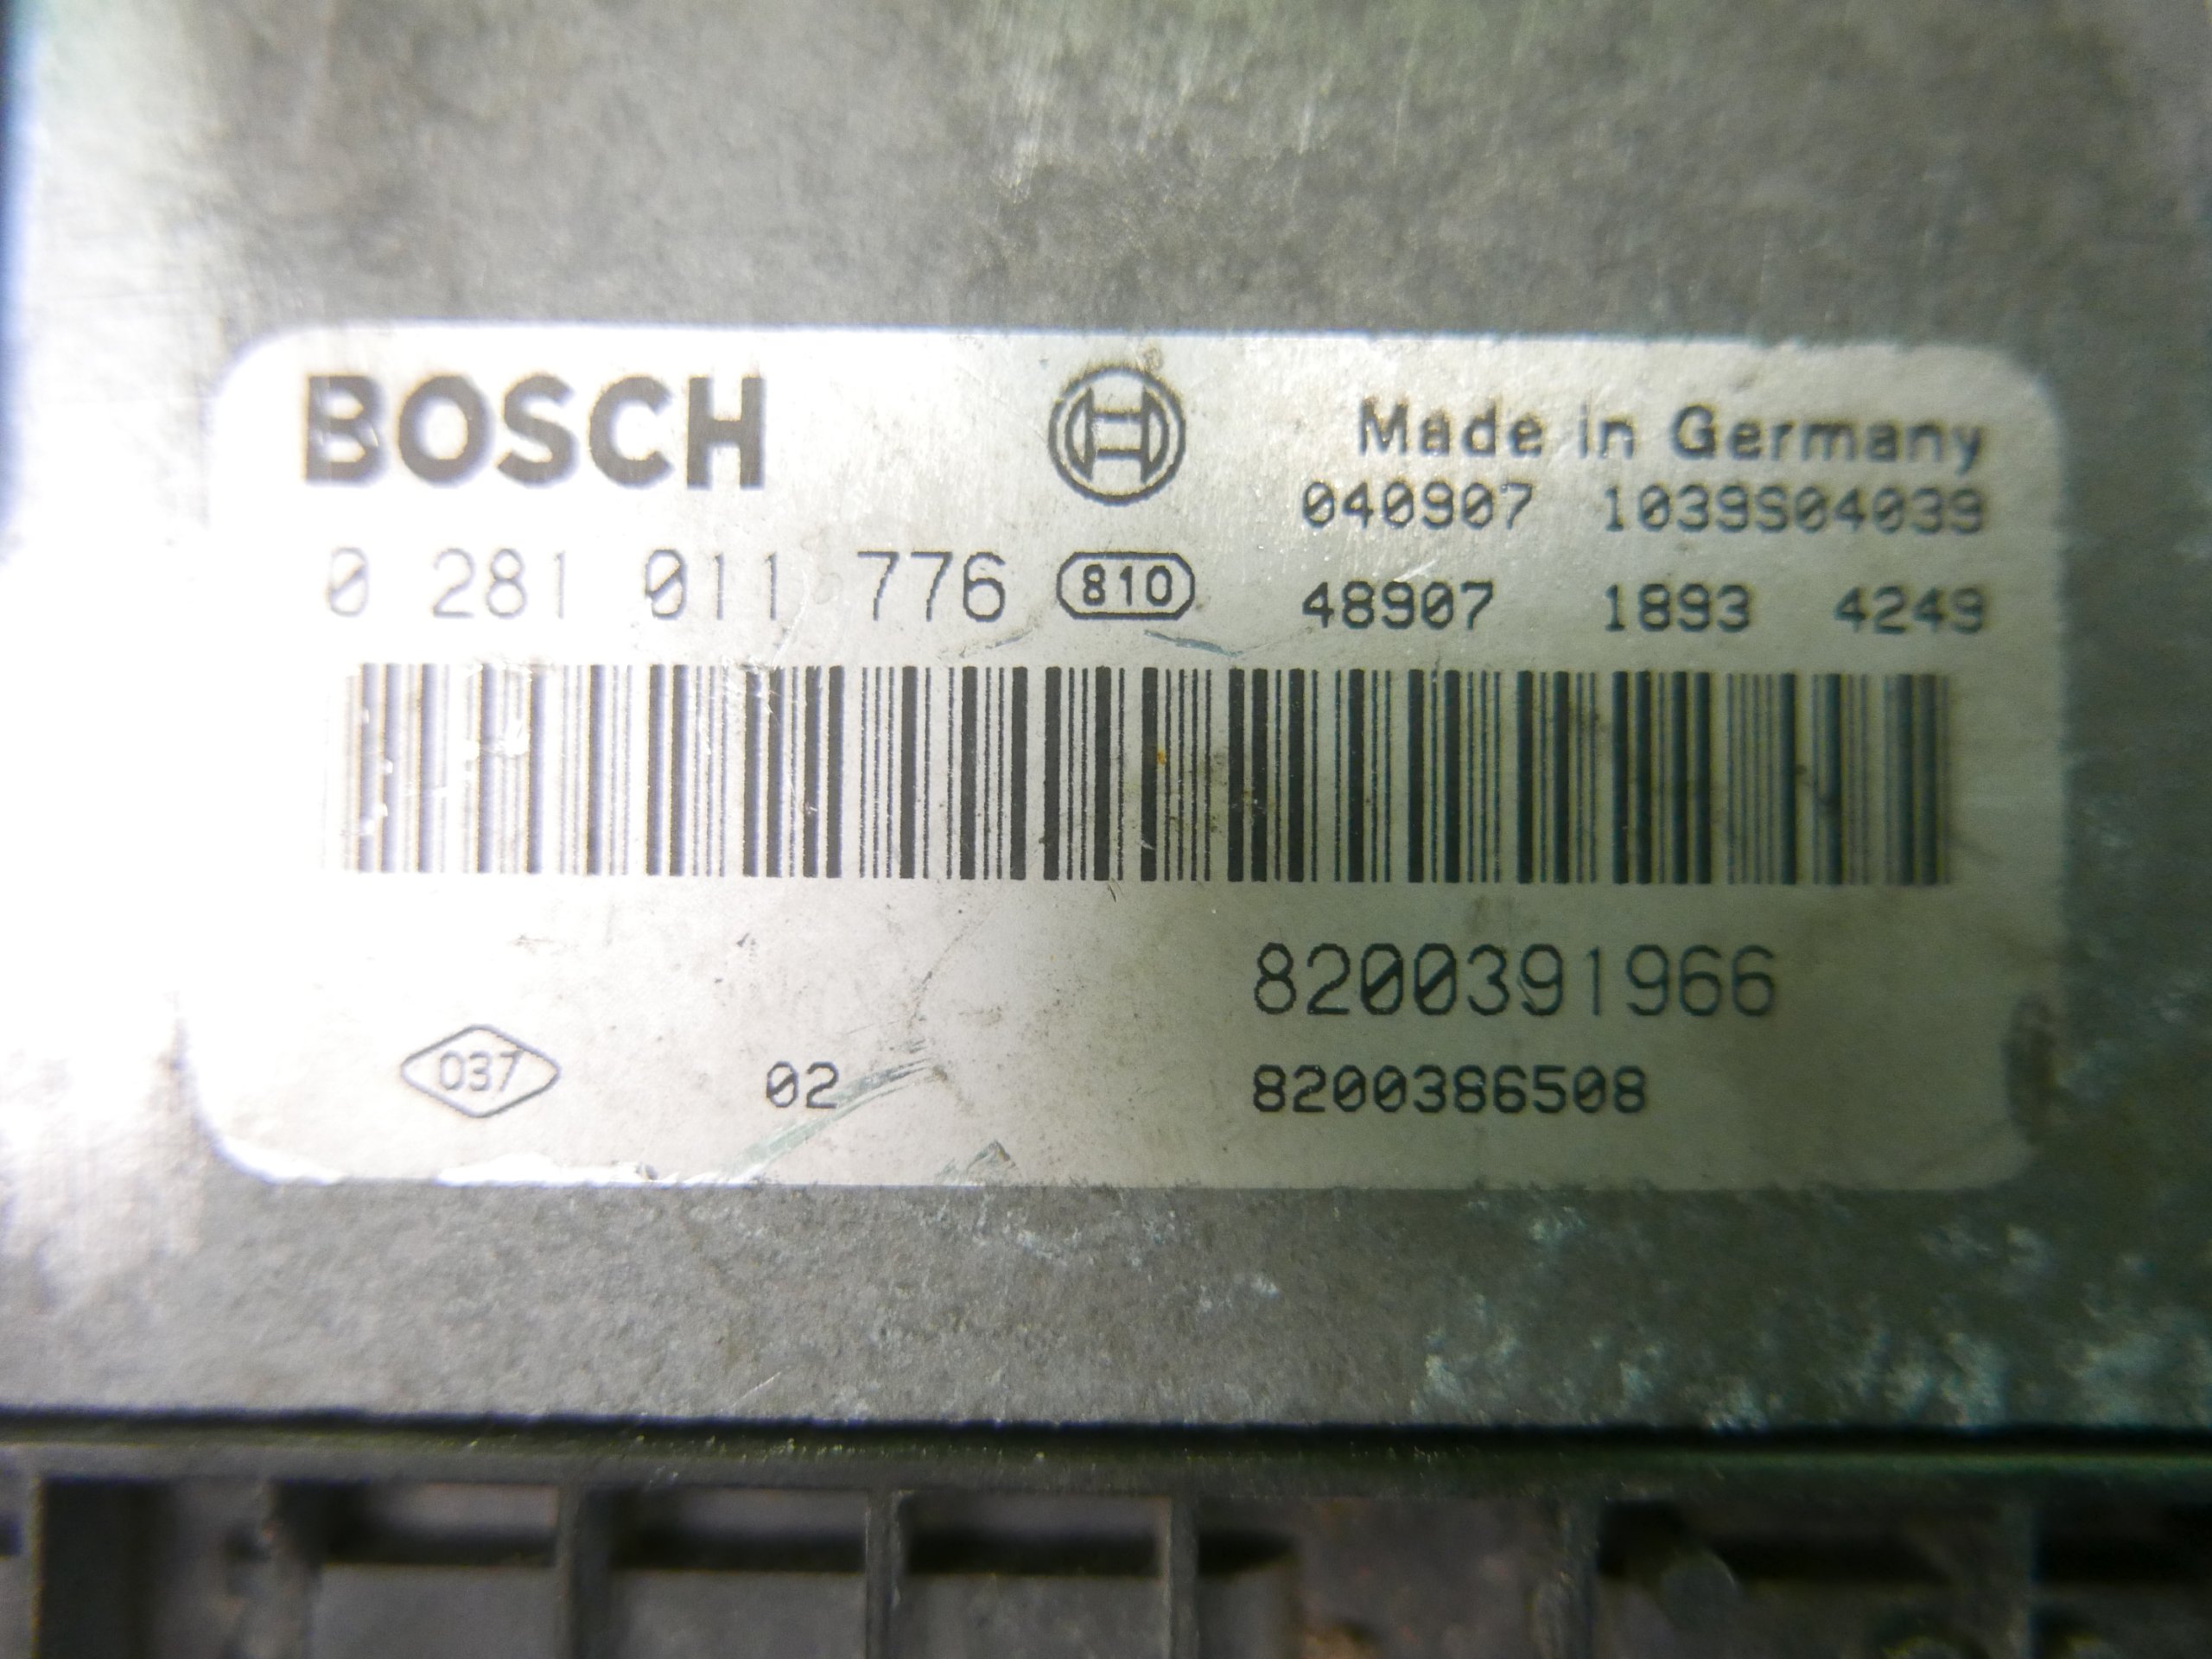 BOSCH ® Made in Germany
040907 1039S04039
0 281 011 776 810 48907 1893 4249
8200391966
037 02 8200386508